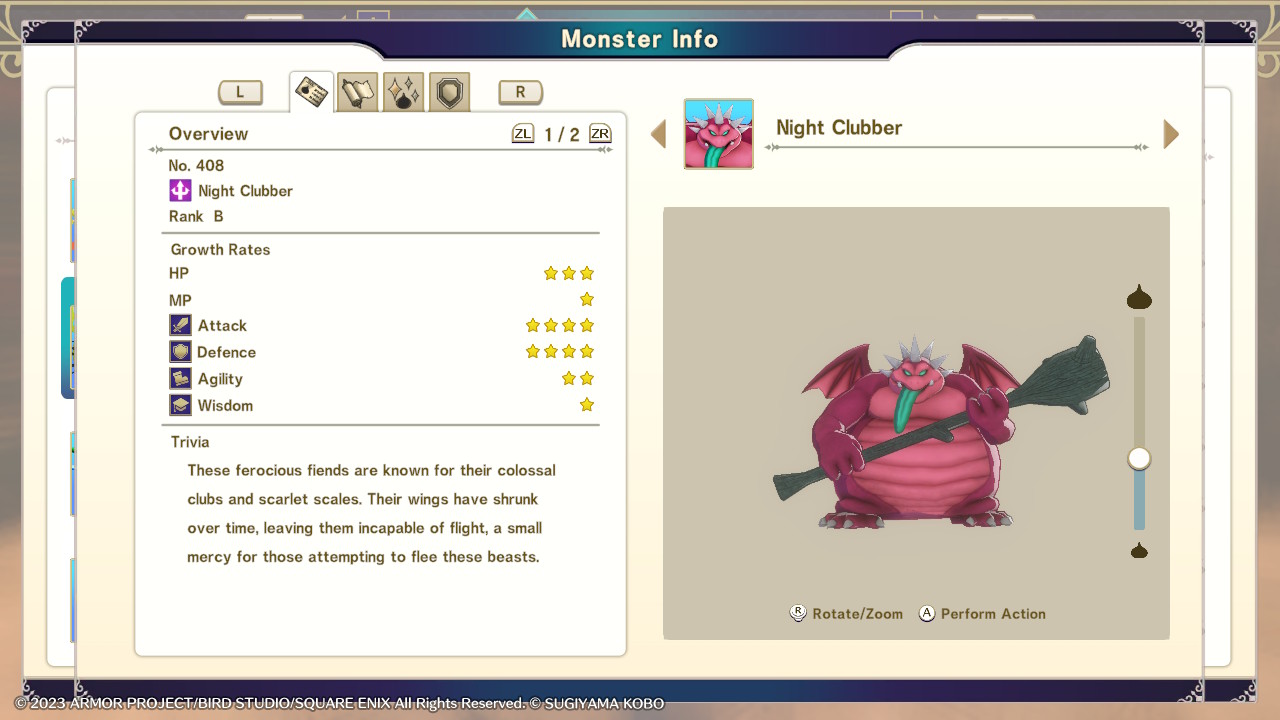 Monster Info
L
R
Overview
ZL 1 / 2 ZR
No. 408
Night Clubber
Rank B
Growth Rates
HP
MP
Attack
Defence
Agility
Wisdom
Trivia
These ferocious fiends are known for their colossal
clubs and scarlet scales. Their wings have shrunk
over time, leaving them incapable of flight, a small
mercy for those attempting to flee these beasts.
Night Clubber
R Rotate/Zoom A Perform Action
© 2023 ARMOR PROJECT/BIRD STUDIO/SQUARE ENIX All Rights Reserved. © SUGIYAMA KOBO